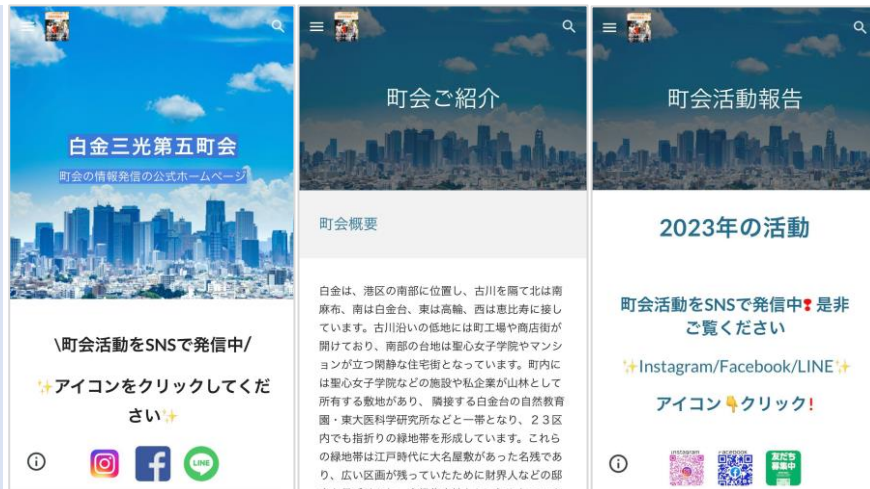 白金三光第五町会
町会の情報発信の公式ホームページ
\町会活動をSNSで発信中/
✨アイコンをクリックしてくだ
さい✨
LINE
町会ご紹介
町会概要
白金は、港区の南部に位置し、古川を隔て北は南
麻布、南は白金台、東は高輪、西は恵比寿に接し
ています。古川沿いの低地には町工場や商店街が
開けており、南部の台地は聖心女子学院やマンシ
ョンが立つ閑静な住宅街となっています。町内に
は聖心女子学院などの施設や私企業が山林として
所有する敷地があり、隣接する白金台の自然教育
園・東大医科学研究所などと一帯となり、２３区
内でも指折りの緑地帯を形成しています。これら
の緑地帯は江戸時代に大名屋敷があった名残であ
り、広い区画が残っていたために財界人などの邸
町会活動報告
2023年の活動
町会活動をSNSで発信中❢是非
ご覧ください
✨Instagram/Facebook/LINE✨
アイコン👇クリック!
instagram
facebook
友だち
募集中